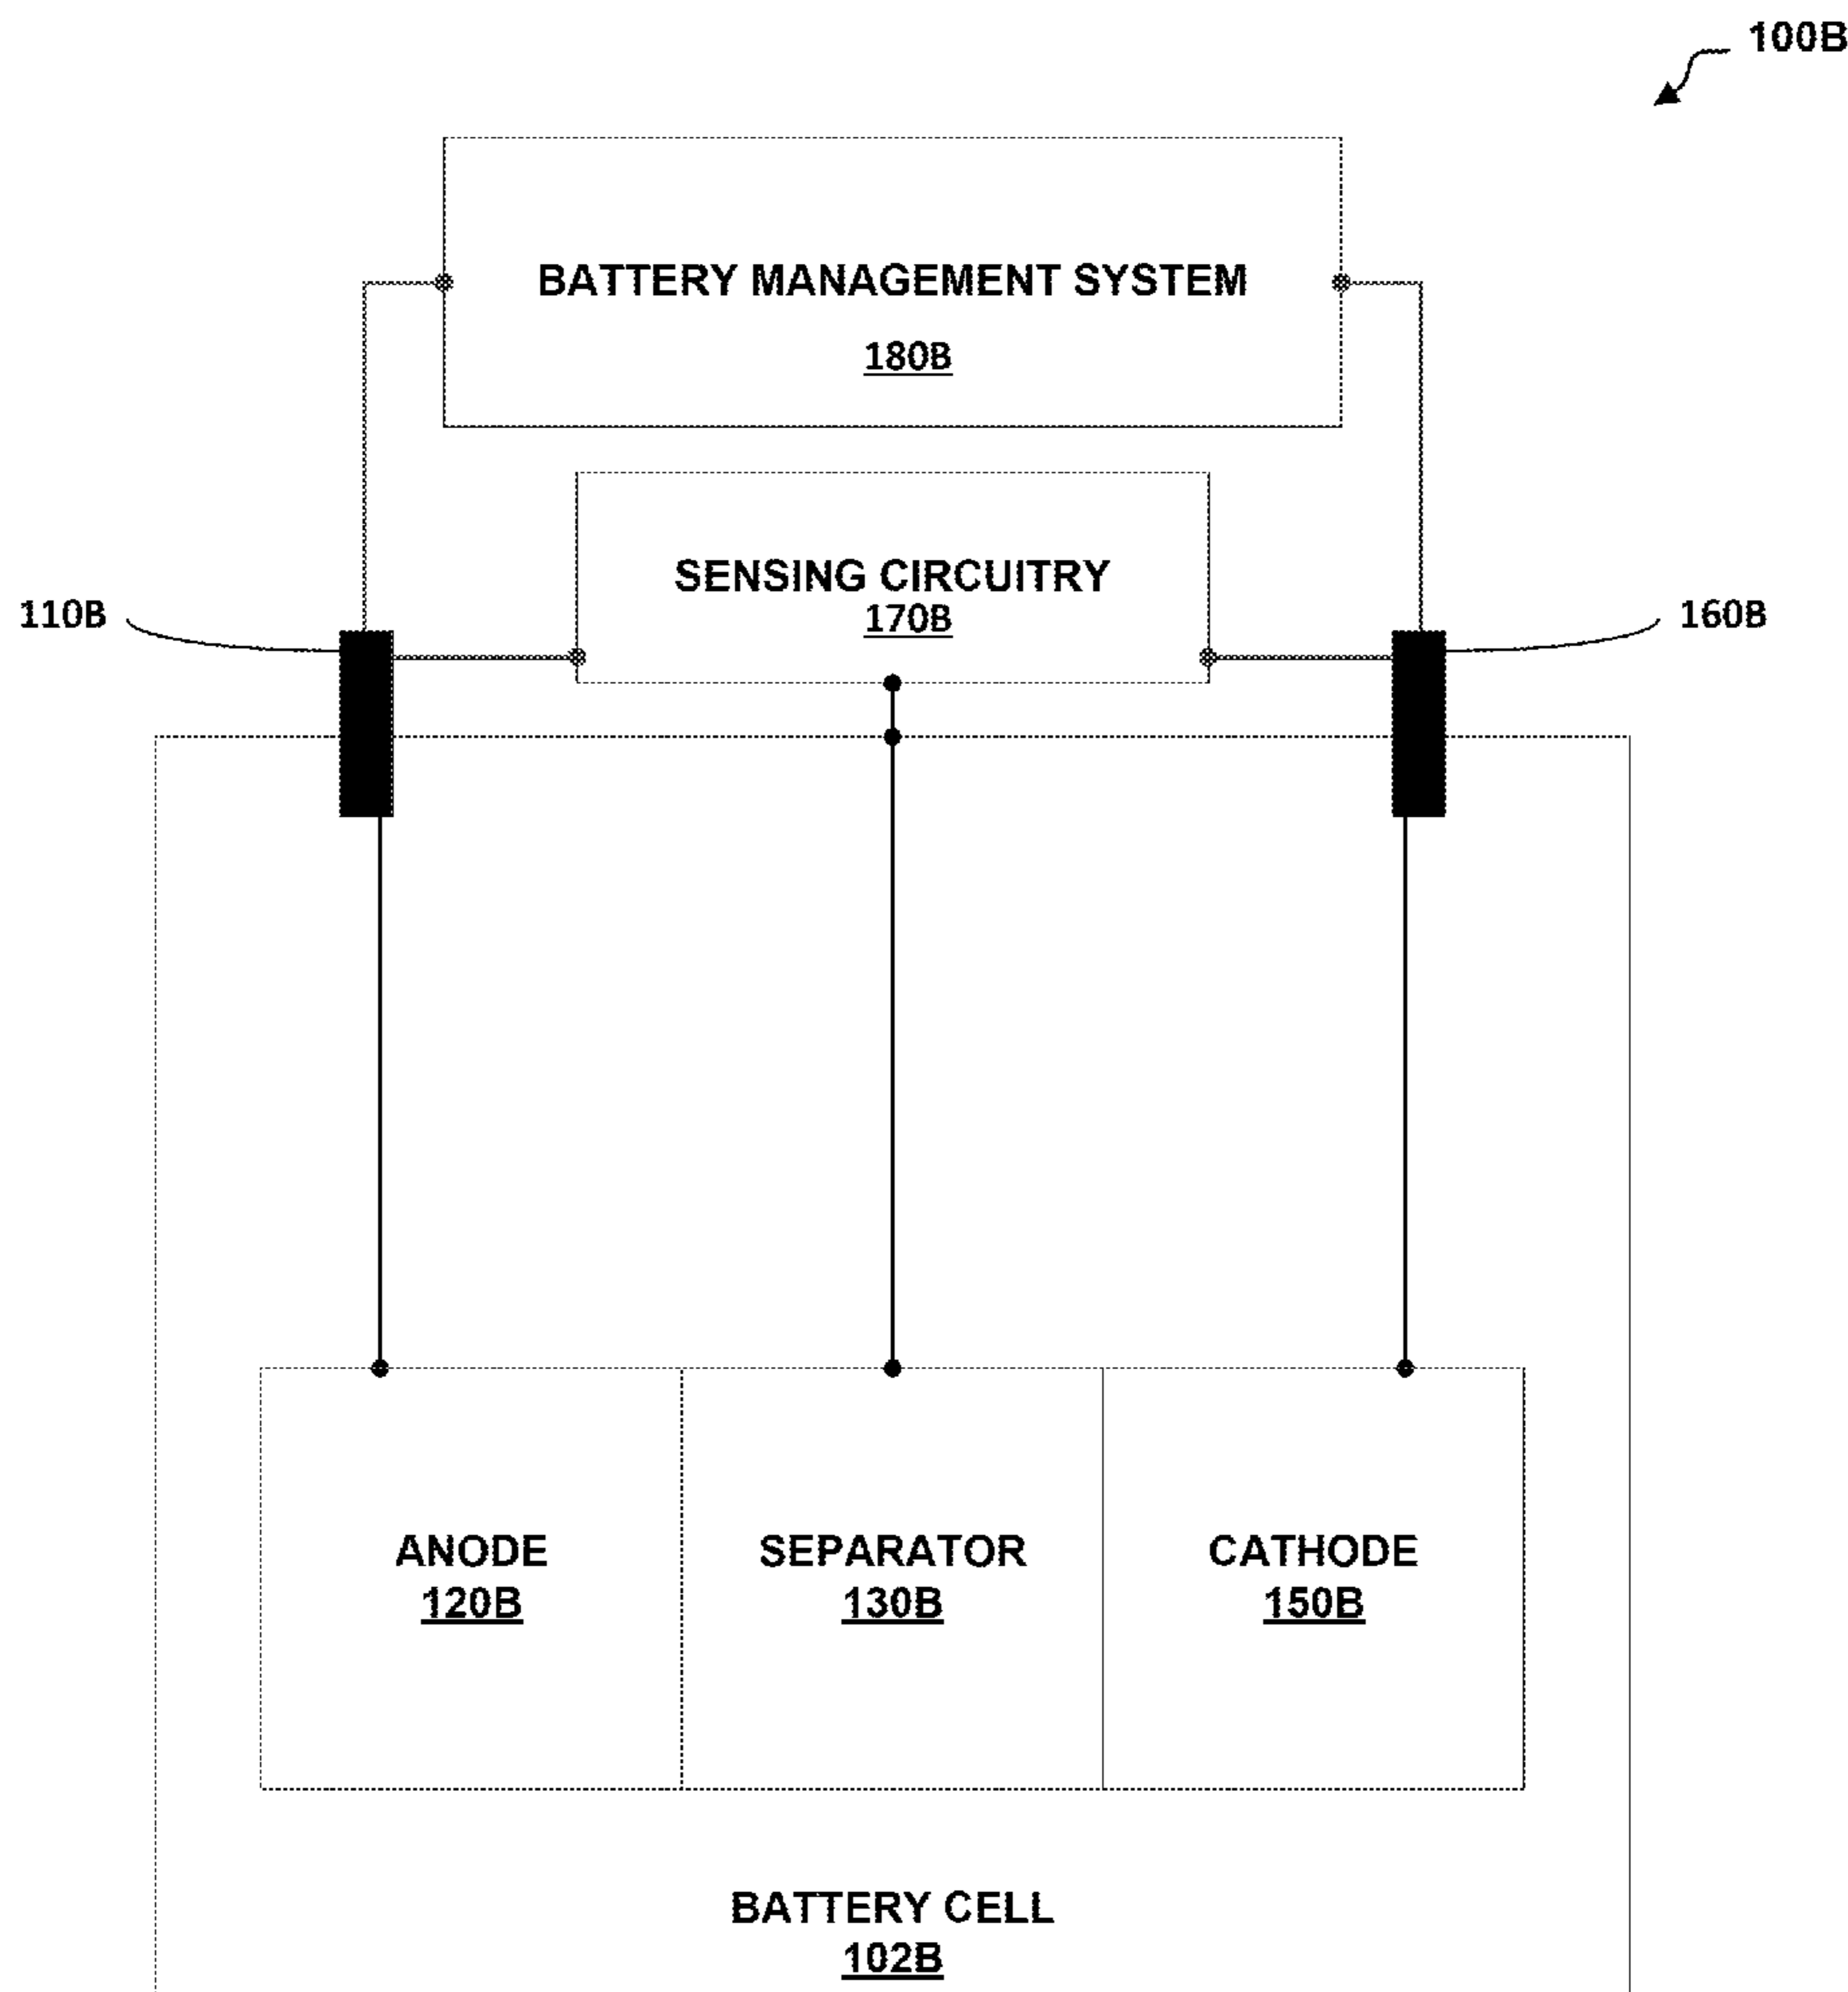 100B
BATTERY MANAGEMENT SYSTEM
180B
SENSING CIRCUITRY
170B
110B
160B
ANODE
120B
SEPARATOR
130B
CATHODE
150B
BATTERY CELL
102B